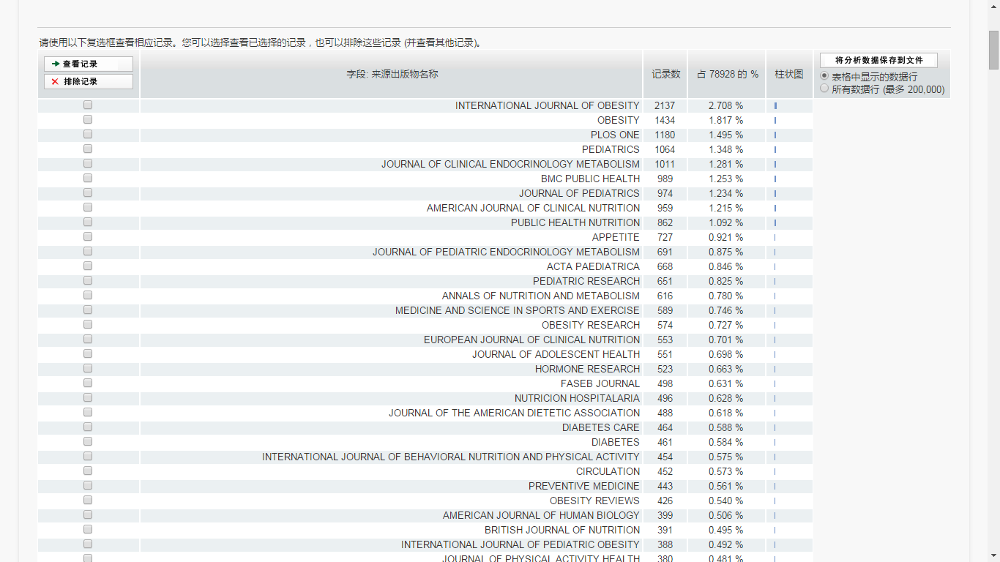 请使用以下复选框查看相应记录。您可以选择查看已选择的记录，也可以排除这些记录 (并查看其他记录)。
查看记录
排除记录
字段: 来源出版物名称 记录数 占 78928 的 % 柱状图
将分析数据保存到文件
表格中显示的数据行
所有数据行 (最多 200,000)
INTERNATIONAL JOURNAL OF OBESITY 2137 2.708 %
OBESITY 1434 1.817 %
PLOS ONE 1180 1.495 %
PEDIATRICS 1064 1.348 %
JOURNAL OF CLINICAL ENDOCRINOLOGY METABOLISM 1011 1.281 %
BMC PUBLIC HEALTH 989 1.253 %
JOURNAL OF PEDIATRICS 974 1.234 %
AMERICAN JOURNAL OF CLINICAL NUTRITION 959 1.215 %
PUBLIC HEALTH NUTRITION 862 1.092 %
APPETITE 727 0.921 %
JOURNAL OF PEDIATRIC ENDOCRINOLOGY METABOLISM 691 0.875 %
ACTA PAEDIATRICA 668 0.846 %
PEDIATRIC RESEARCH 651 0.825 %
ANNALS OF NUTRITION AND METABOLISM 616 0.780 %
MEDICINE AND SCIENCE IN SPORTS AND EXERCISE 589 0.746 %
OBESITY RESEARCH 574 0.727 %
EUROPEAN JOURNAL OF CLINICAL NUTRITION 553 0.701 %
JOURNAL OF ADOLESCENT HEALTH 551 0.698 %
HORMONE RESEARCH 523 0.663 %
FASEB JOURNAL 498 0.631 %
NUTRICION HOSPITALARIA 496 0.628 %
JOURNAL OF THE AMERICAN DIETETIC ASSOCIATION 488 0.618 %
DIABETES CARE 464 0.588 %
DIABETES 461 0.584 %
INTERNATIONAL JOURNAL OF BEHAVIORAL NUTRITION AND PHYSICAL ACTIVITY 454 0.575 %
CIRCULATION 452 0.573 %
PREVENTIVE MEDICINE 443 0.561 %
OBESITY REVIEWS 426 0.540 %
AMERICAN JOURNAL OF HUMAN BIOLOGY 399 0.506 %
BRITISH JOURNAL OF NUTRITION 391 0.495 %
INTERNATIONAL JOURNAL OF PEDIATRIC OBESITY 388 0.492 %
JOURNAL OF PHYSICAL ACTIVITY HEALTH 380 0.481 %